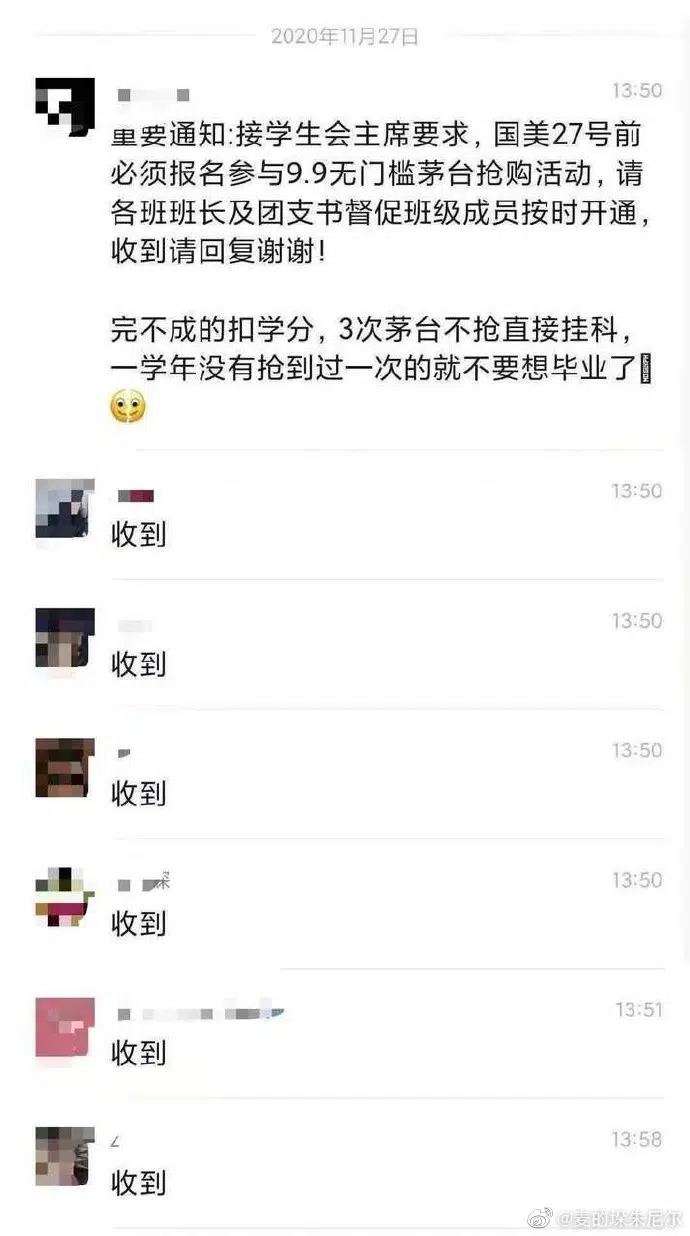 2020年11月27日
13:50
重要通知:接学生会主席要求，国美27号前
必须报名参与9.9无门槛茅台抢购活动，请
各班班长及团支书督促班级成员按时开通，
收到请回复谢谢!
完不成的扣学分，3次茅台不抢直接挂科，
一学年没有抢到过一次的就不要想毕业了
13:50
收到
13:50
收到
13:50
收到
13:50
收到
13:51
收到
13:58
收到
@麦的垛朱尼尔